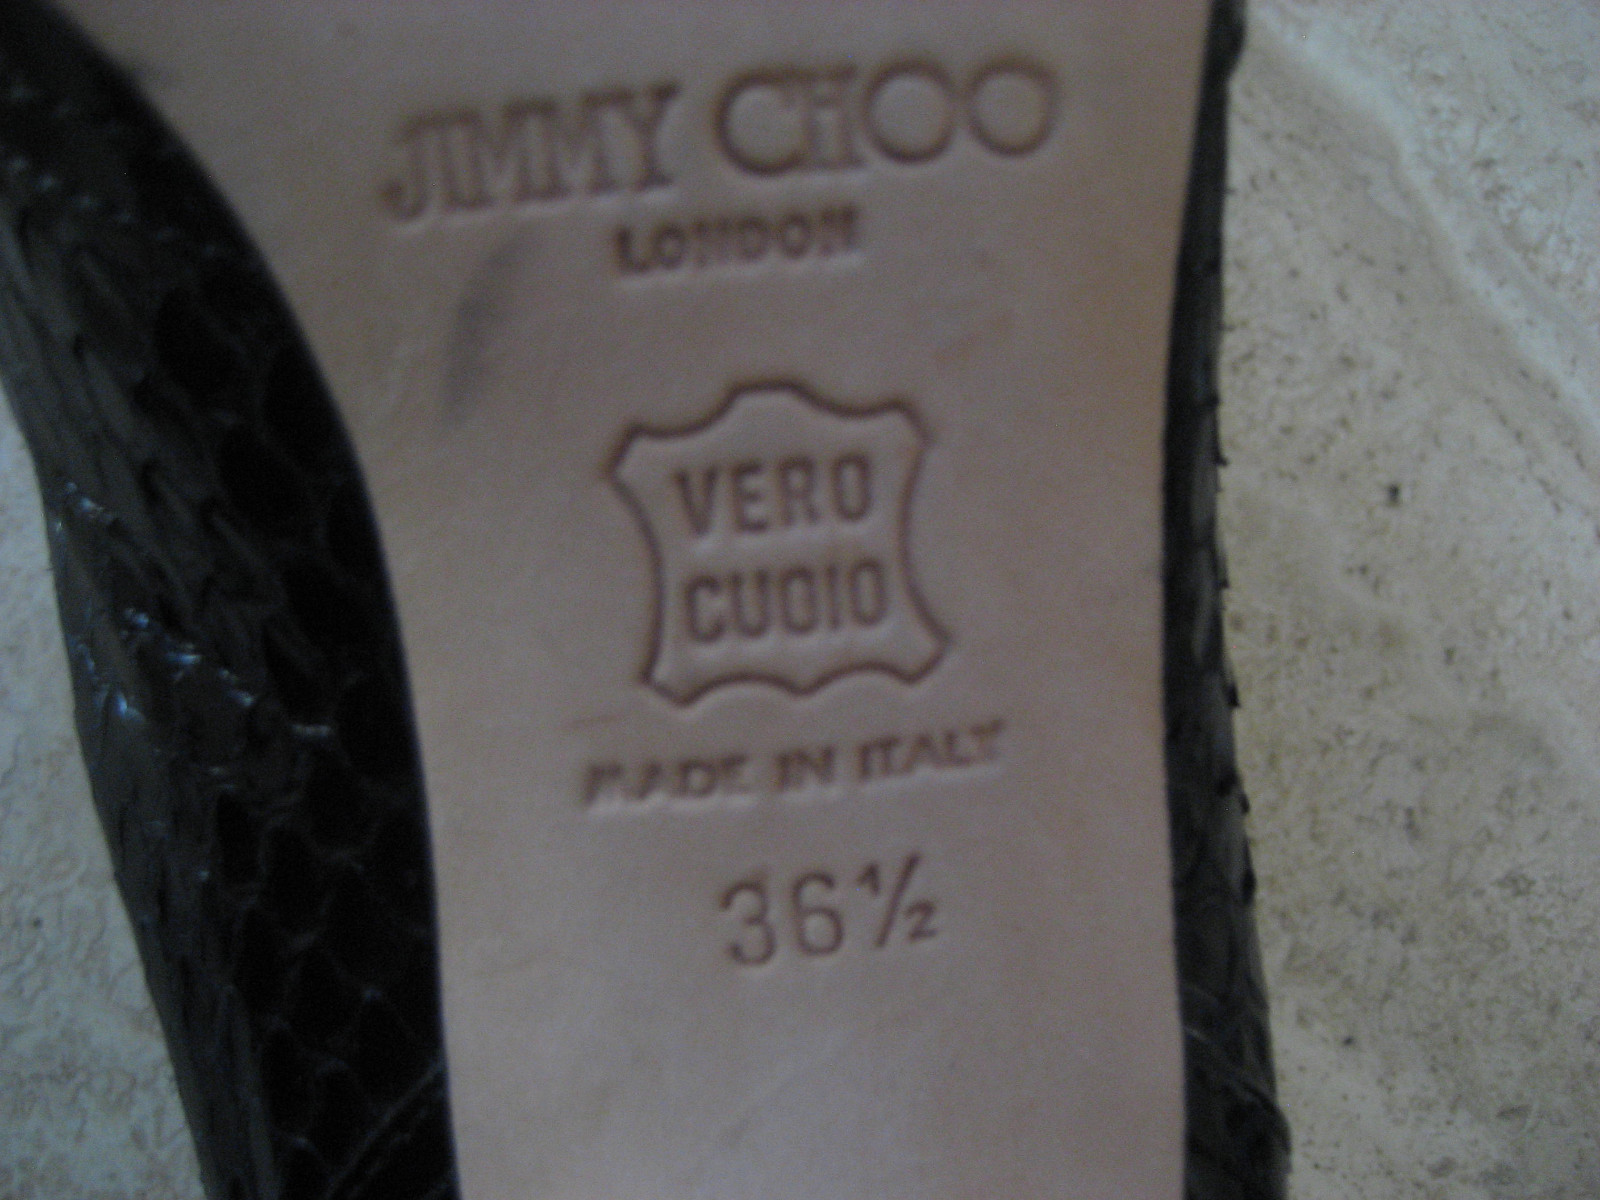 JIMMY CHOO
LONDON
VERO
CUOIO
MADE IN ITALY
36½